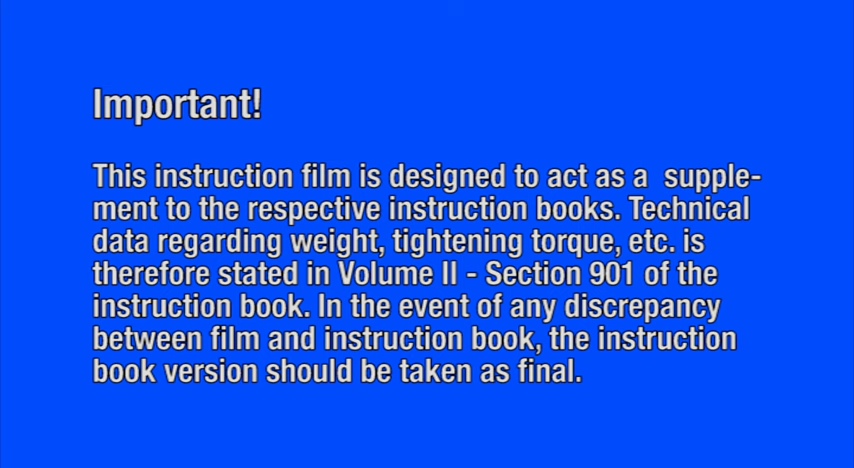 Important!
This instruction film is designed to act as a  supple-
ment to the respective instruction books. Technical
data regarding weight, tightening torque, etc. is
therefore stated in Volume II - Section 901 of the
instruction book. In the event of any discrepancy
between film and instruction book, the instruction
book version should be taken as final.